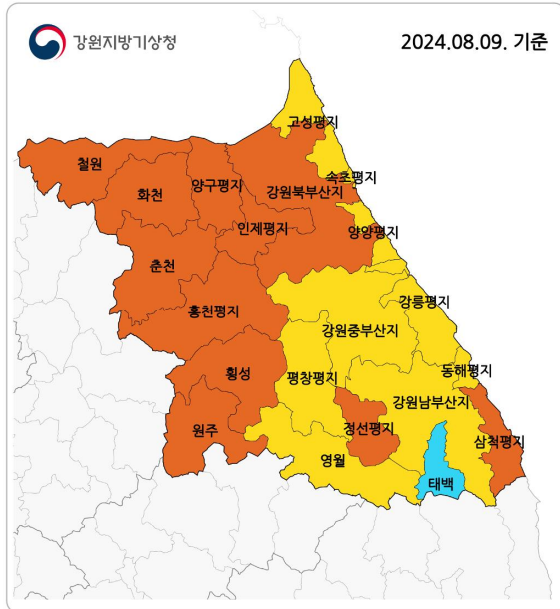 강원지방기상청
2024.08.09. 기준
고성평지
철원
양구평지
속초평지
화천
강원북부산지
인제평지
양양평지
춘천
강릉평지
홍천평지
강원중부산지
동해평지
횡성
평창평지
강원남부산지
원주
정선평지
삼척평지
영월
태백